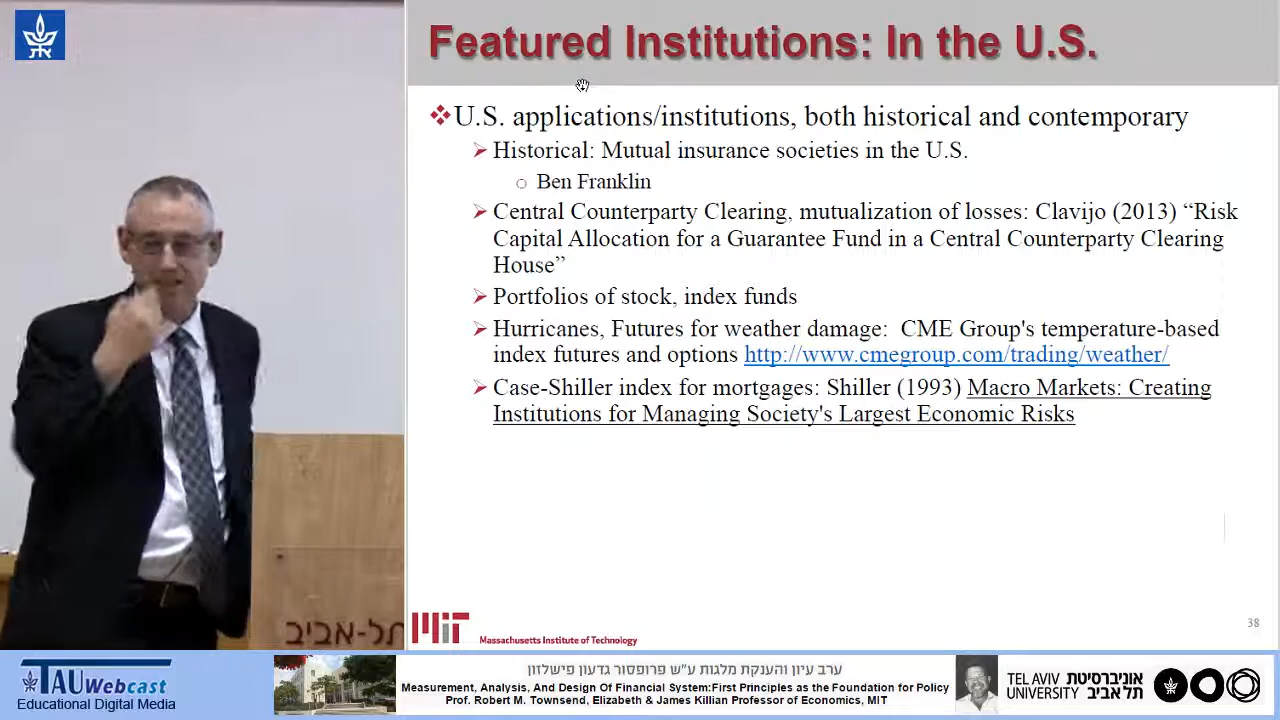 Featured Institutions: In the U.S.
U.S. applications/institutions, both historical and contemporary
Historical: Mutual insurance societies in the U.S.
Ben Franklin
Central Counterparty Clearing, mutualization of losses: Clavijo (2013) “Risk
Capital Allocation for a Guarantee Fund in a Central Counterparty Clearing
House”
Portfolios of stock, index funds
Hurricanes, Futures for weather damage: CME Group's temperature-based
index futures and options http://www.cmegroup.com/trading/weather/
Case-Shiller index for mortgages: Shiller (1993) Macro Markets: Creating
Institutions for Managing Society's Largest Economic Risks
38
MIT
Massachusetts Institute of Technology
תל-אביב
TAU Webcast
Educational Digital Media
ערב עיון והענקת מלגות ע"ש פרופסור גדעון פישלזון
Measurement, Analysis, And Design Of Financial System:First Principles as the Foundation for Policy
Prof. Robert M. Townsend, Elizabeth & James Killian Professor of Economics, MIT
TEL AVIV אוניברסיטת
UNIVERSITY תל אביב